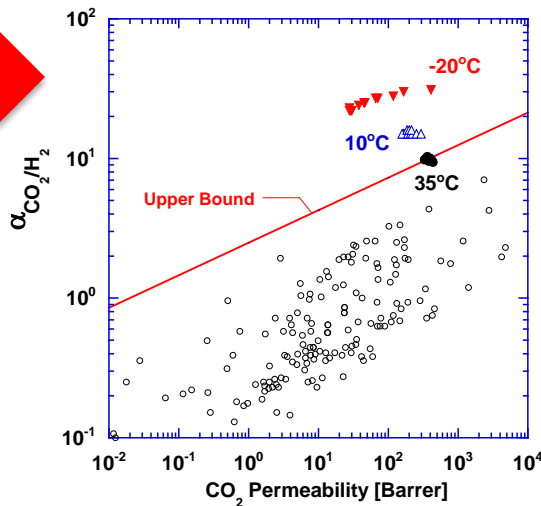 10²
-20°C
10°C
10¹
35°C
αCO₂/H₂
Upper Bound
10⁰
10⁻¹
10⁻² 10⁻¹ 10⁰ 10¹ 10² 10³ 10⁴
CO₂ Permeability [Barrer]